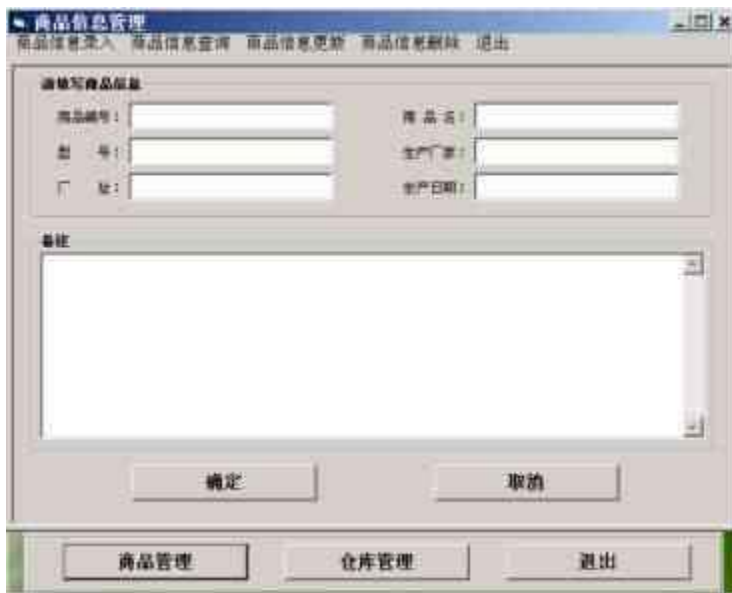 商品信息管理
商品信息录入 商品信息查询 商品信息更新 商品信息删除 退出
请填写商品信息
商品编号： 商 品 名：
型 号： 生产厂家：
厂 址： 生产日期：
备注
确定 取消
商品管理 仓库管理 退出